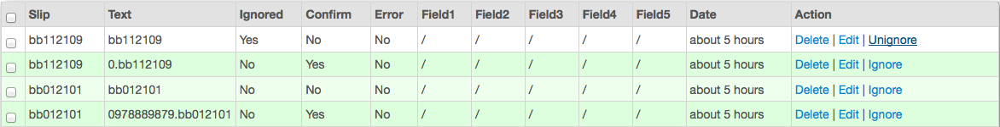 Slip Text Ignored Confirm Error Field1 Field2 Field3 Field4 Field5 Date Action
bb112109 bb112109 Yes No No / / / / / about 5 hours Delete | Edit | Unignore
bb112109 0.bb112109 No Yes No / / / / / about 5 hours Delete | Edit | Ignore
bb012101 bb012101 No No No / / / / / about 5 hours Delete | Edit | Ignore
bb012101 0978889879.bb012101 No Yes No / / / / / about 5 hours Delete | Edit | Ignore